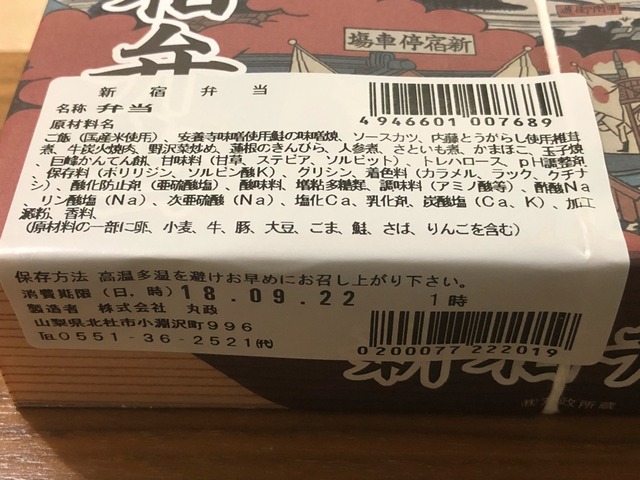 宿弁
新宿停車場
新宿弁当
名称 弁当
4946601 007689
原材料名
ご飯(国産米使用)、安養寺味噌使用鮭の味噌焼、ソースカツ、内藤とうがらし使用椎茸
煮、牛炭火焼肉、野沢菜炒め、蓮根のきんぴら、人参煮、さといも煮、かまぼこ、玉子焼
、巨峰かんてん餅、甘味料(甘草、ステビア、ソルビット)、トレハロース、pH調整剤
、保存料(ポリリジン、ソルビン酸K)、グリシン、着色料(カラメル、ラック、クチナ
シ)、酸化防止剤(亜硫酸塩)、酸味料、増粘多糖類、調味料(アミノ酸等)、酢酸Na、
リン酸塩(Na)、次亜硫酸(Na)、塩化Ca、乳化剤、炭酸塩(Ca、K)、加工
澱粉、香料、
(原材料の一部に卵、小麦、牛、豚、大豆、ごま、鮭、さば、りんごを含む)
保存方法 高温多湿を避けお早めにお召し上がり下さい。
消費期限(日,時) 18.09.22 1時
製造者 株式会社 丸政
山梨県北杜市小淵沢町996
℡0551-36-2521(代)
0200077 222019